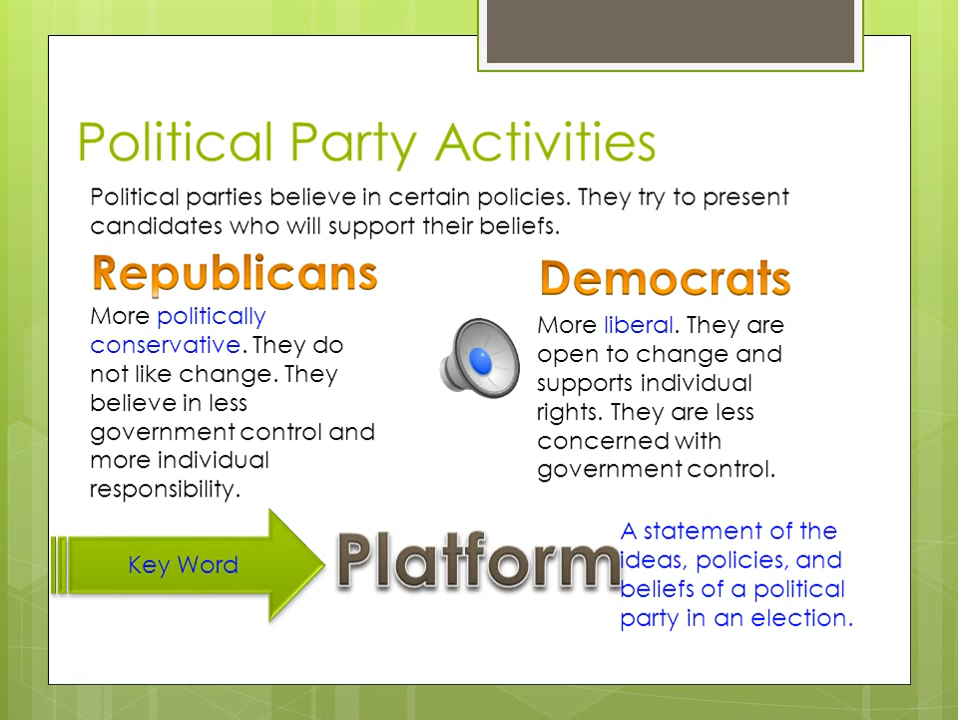 Political Party Activities
Political parties believe in certain policies. They try to present
candidates who will support their beliefs.
Republicans
More politically
conservative. They do
not like change. They
believe in less
government control and
more individual
responsibility.
Democrats
More liberal. They are
open to change and
supports individual
rights. They are less
concerned with
government control.
Key Word
Platform
A statement of the
ideas, policies, and
beliefs of a political
party in an election.